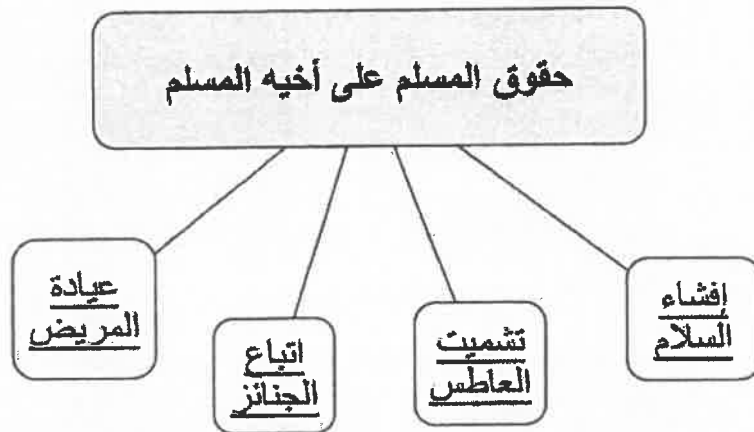 حقوق المسلم على أخيه المسلم
إفشاء
السلام
تشميت
العاطس
اتباع
الجنائز
عيادة
المريض